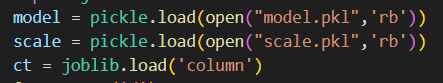 model = pickle.load(open("model.pkl",'rb'))
scale = pickle.load(open("scale.pkl",'rb'))
ct = joblib.load('column')